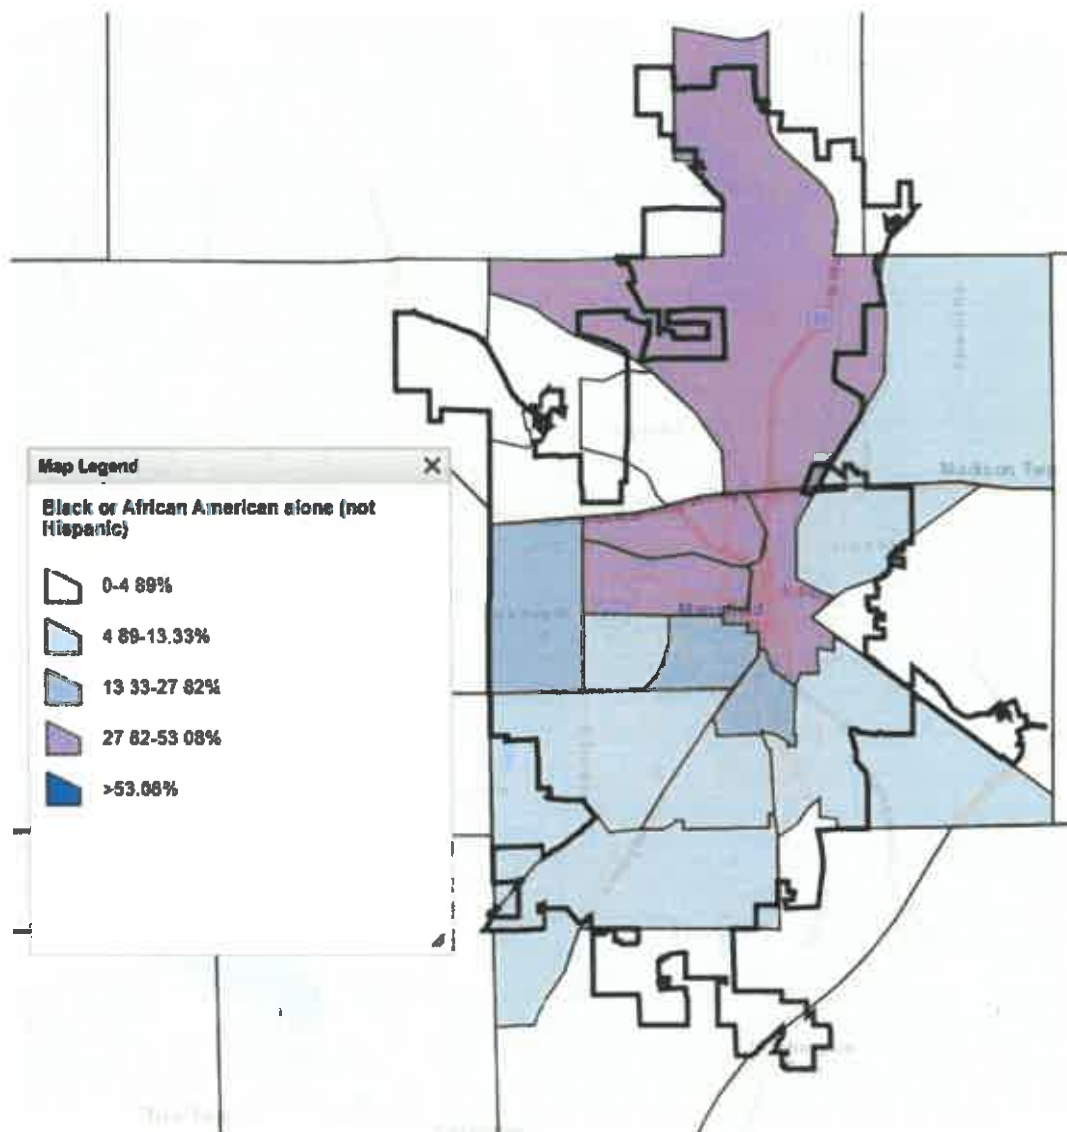 Map Legend
Black or African American alone (not
Hispanic)
0-4 89%
4 89-13.33%
13 33-27 82%
27 82-53 08%
>53.08%
Madison Tw